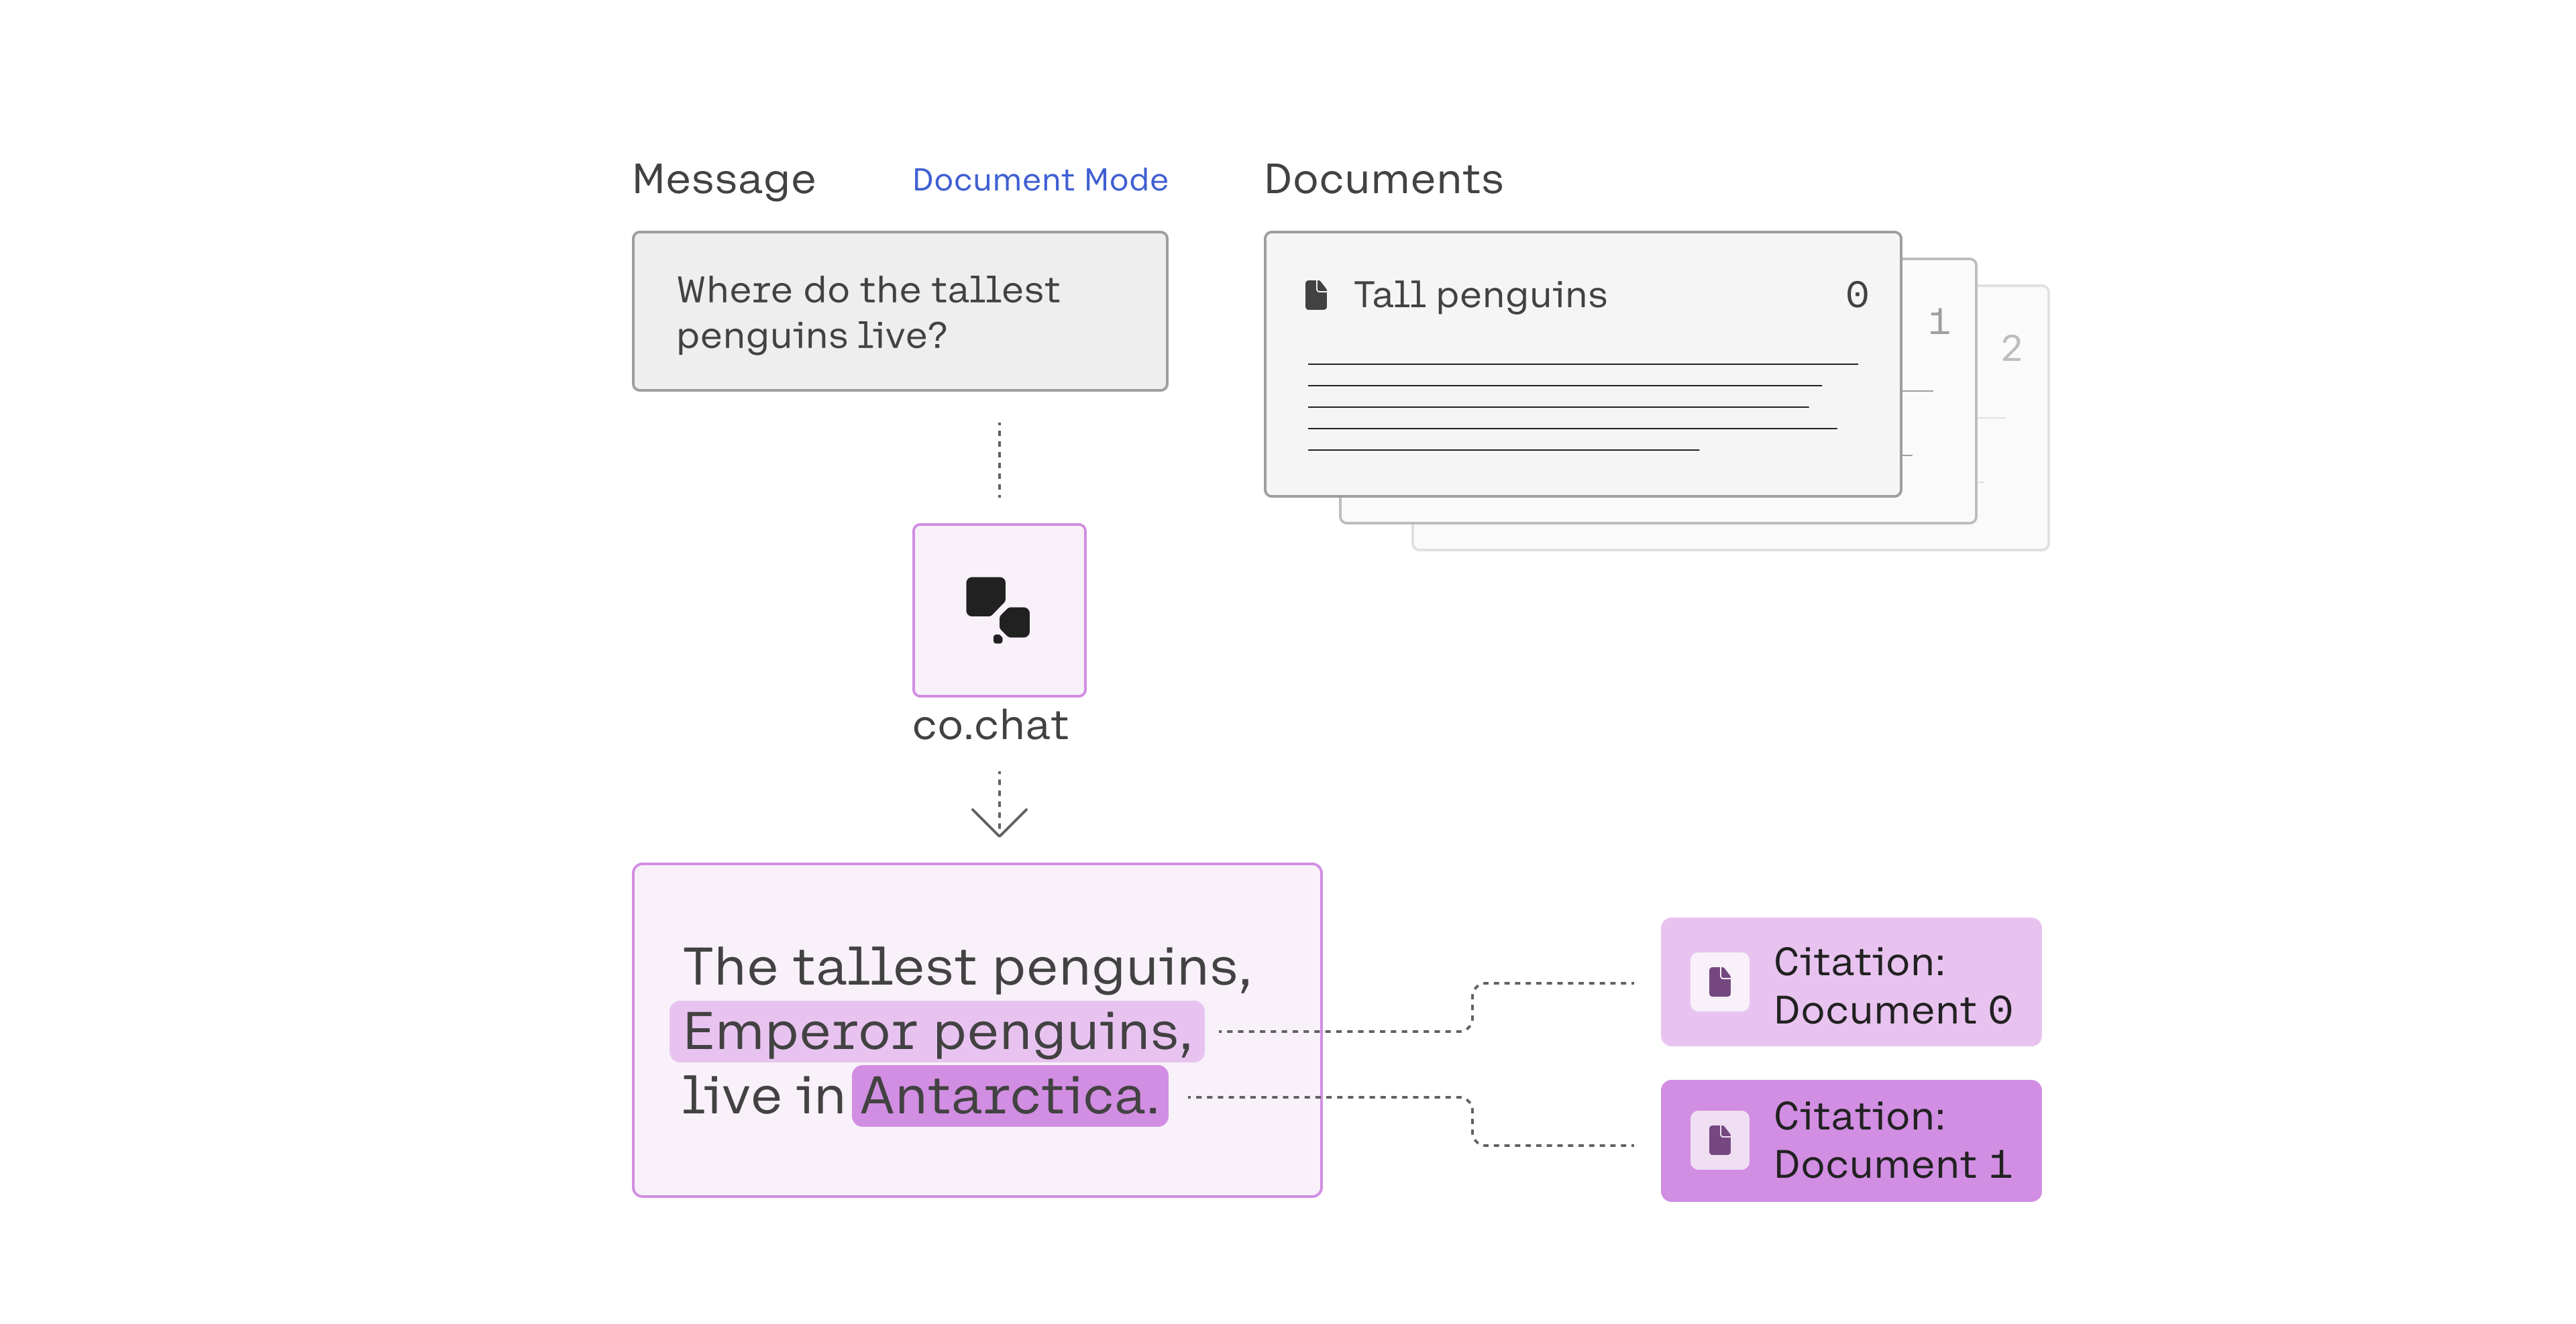 Message
Document Mode
Documents
Where do the tallest
penguins live?
Tall penguins
0
1
2
co.chat
The tallest penguins,
Emperor penguins,
live in Antarctica.
Citation:
Document 0
Citation:
Document 1